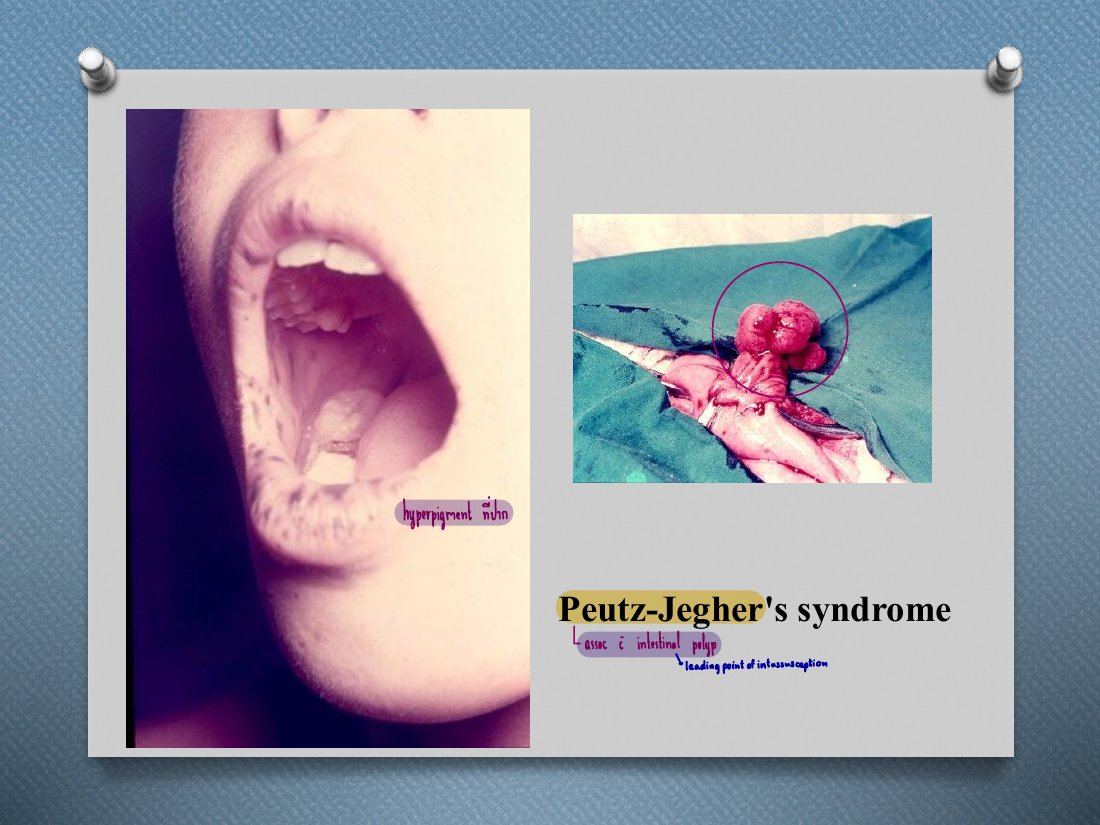 hyperpigment ที่ปาก
Peutz-Jegher's syndrome
assoc c̄ intestinal polyp
leading point of intussusception